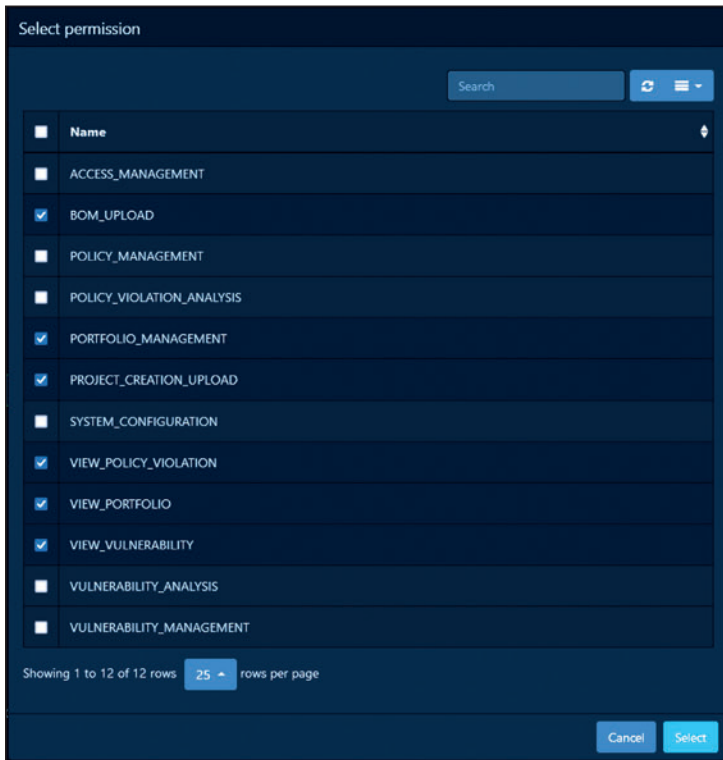 Select permission
Search
Name
ACCESS_MANAGEMENT
BOM_UPLOAD
POLICY_MANAGEMENT
POLICY_VIOLATION_ANALYSIS
PORTFOLIO_MANAGEMENT
PROJECT_CREATION_UPLOAD
SYSTEM_CONFIGURATION
VIEW_POLICY_VIOLATION
VIEW_PORTFOLIO
VIEW_VULNERABILITY
VULNERABILITY_ANALYSIS
VULNERABILITY_MANAGEMENT
Showing 1 to 12 of 12 rows 25 rows per page
Cancel Select